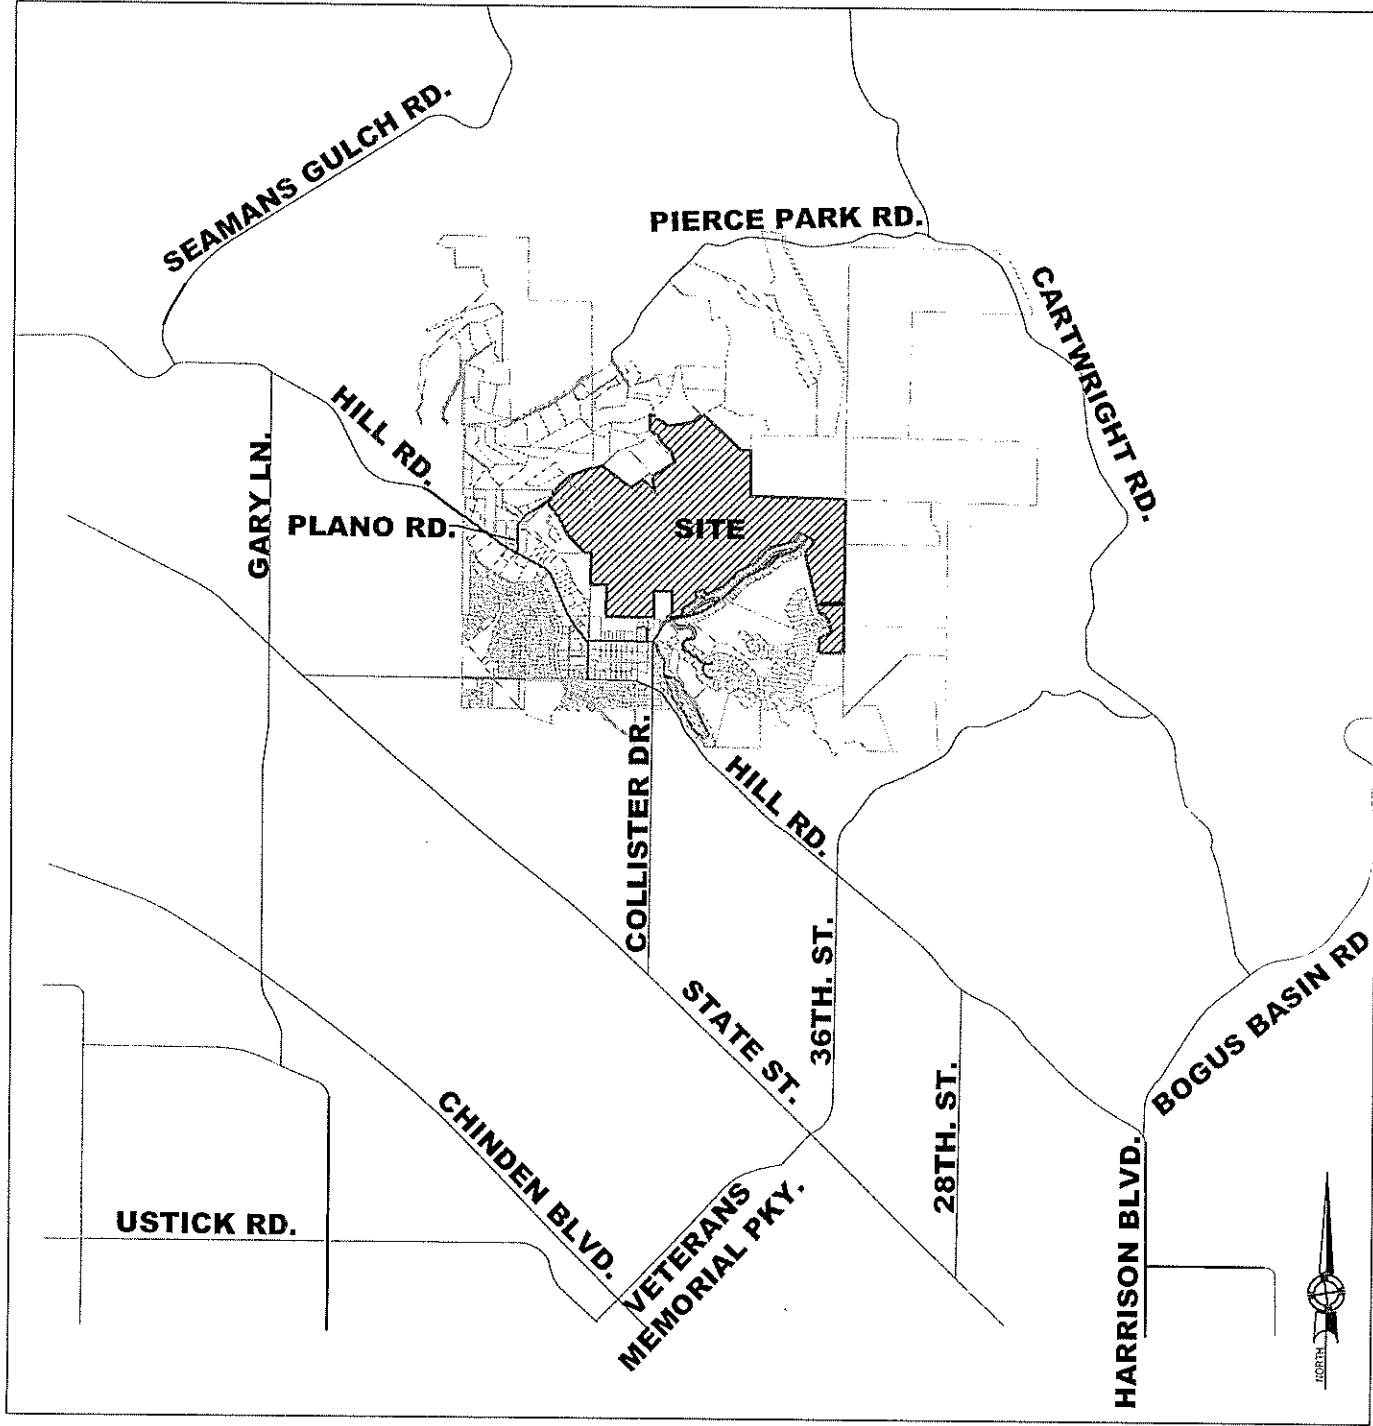 SEAMANS GULCH RD.
PIERCE PARK RD.
CARTWRIGHT RD.
HILL RD.
GARY LN.
PLANO RD.
SITE
COLLISTER DR.
HILL RD.
36TH. ST.
STATE ST.
28TH. ST.
BOGUS BASIN RD
CHINDEN BLVD.
USTICK RD.
VETERANS
MEMORIAL PKY.
HARRISON BLVD.
NORTH